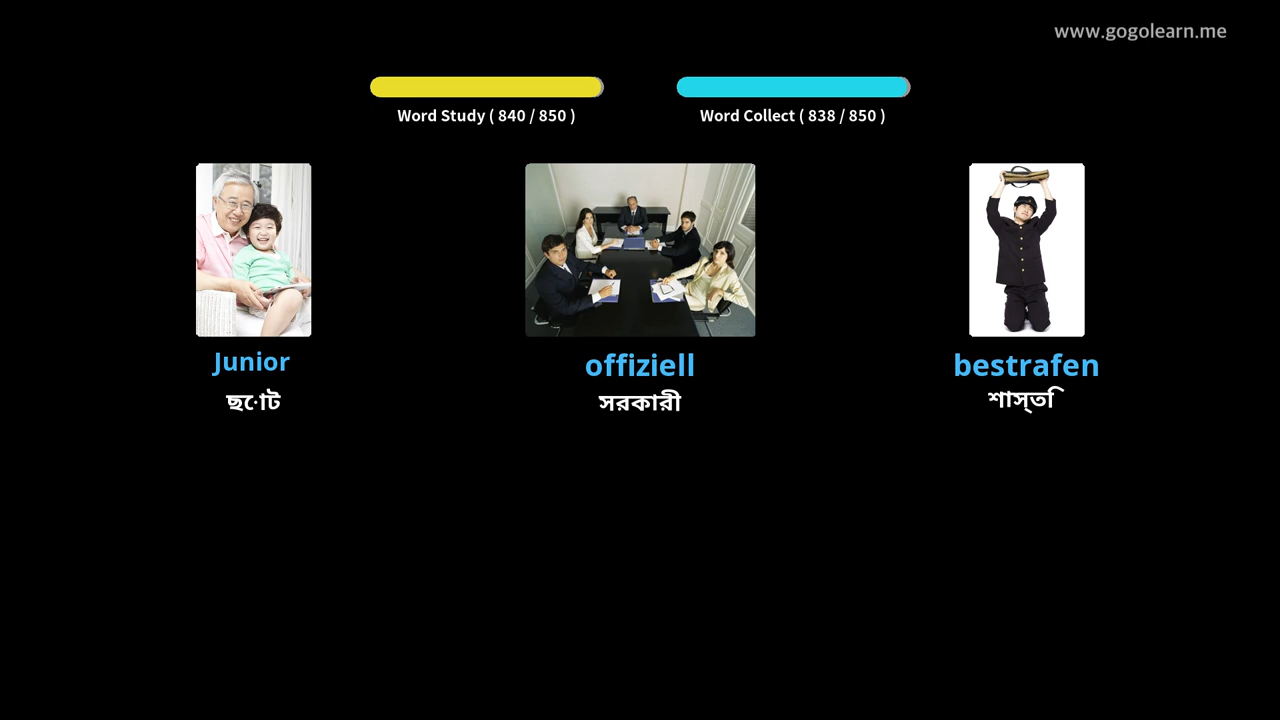 www.gogolearn.me
Word Study ( 840 / 850 )
Word Collect ( 838 / 850 )
Junior
offiziell
bestrafen
ছোট
সরকারী
শাস্তি